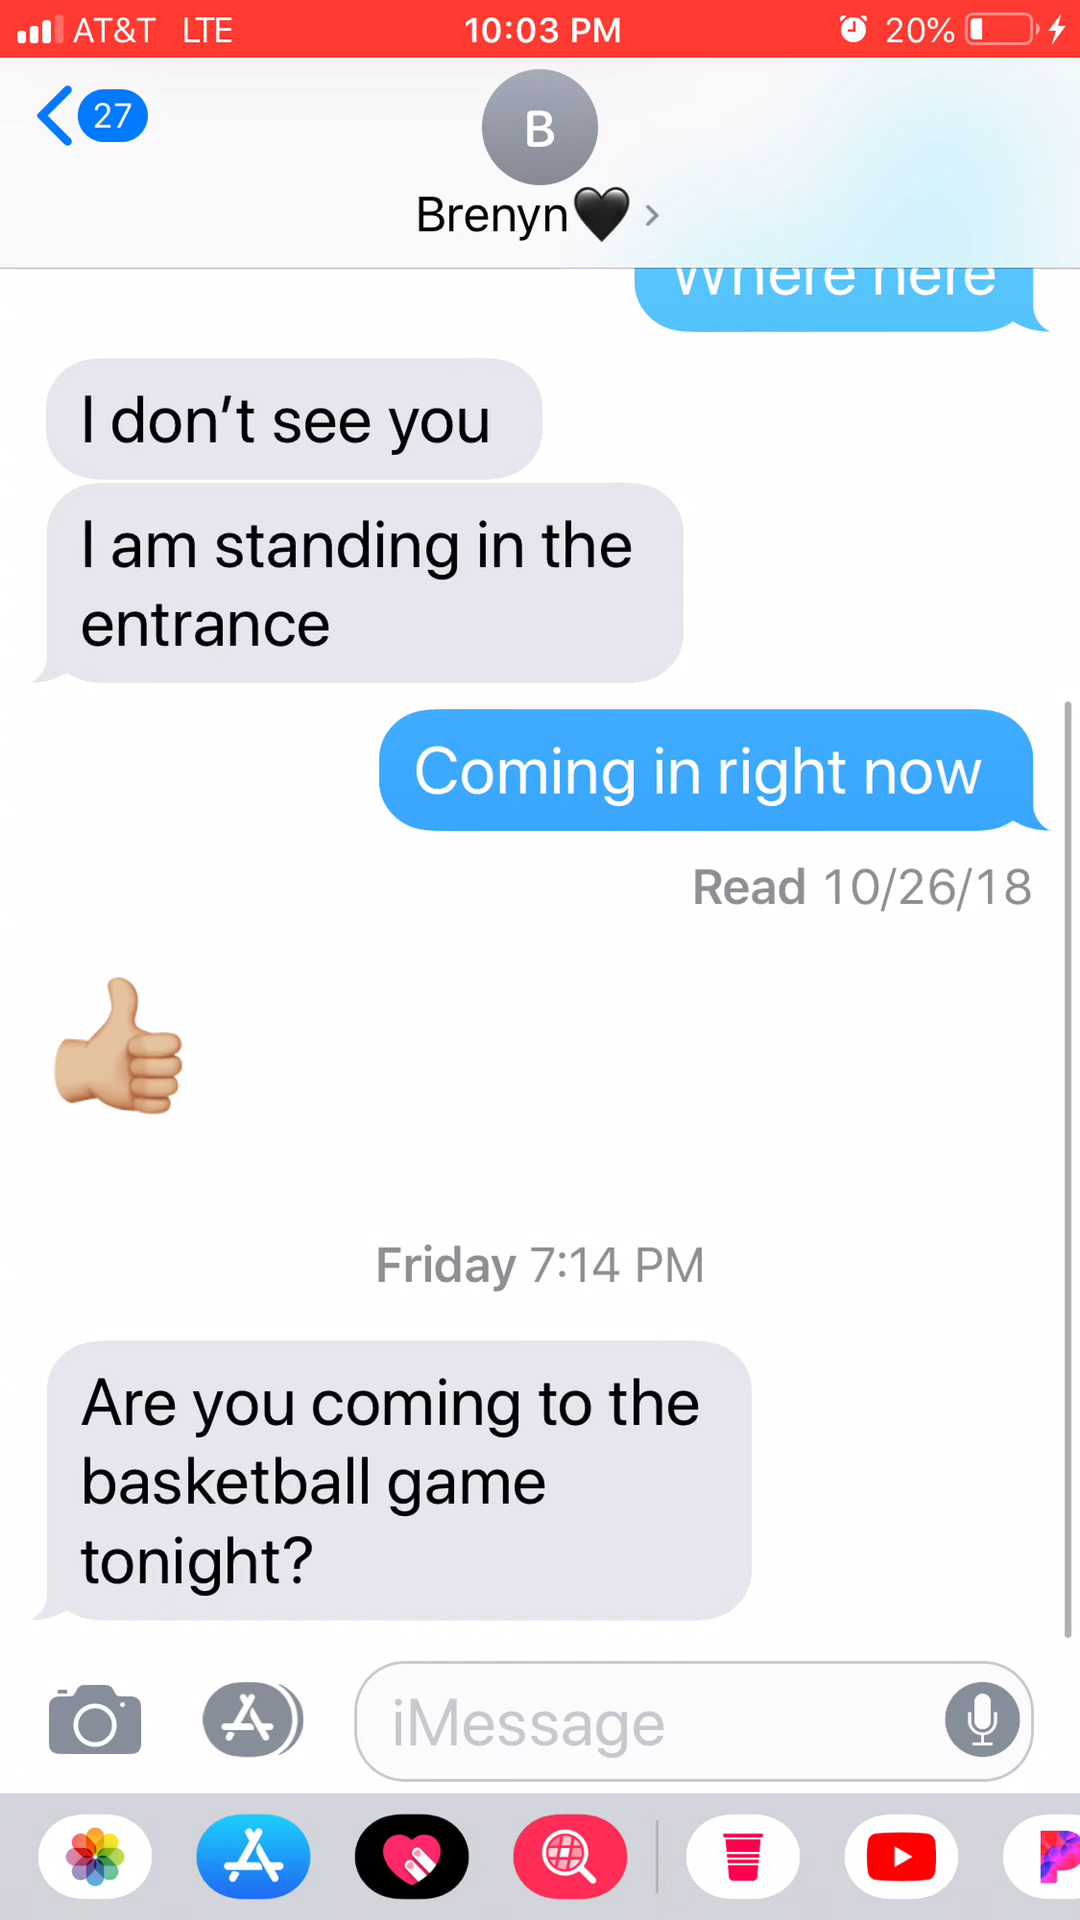 AT&T LTE 10:03 PM 20%
27
B
Brenyn🖤 >
Where here
I don’t see you
I am standing in the
entrance
Coming in right now
Read 10/26/18
👍🏼
Friday 7:14 PM
Are you coming to the
basketball game
tonight?
iMessage